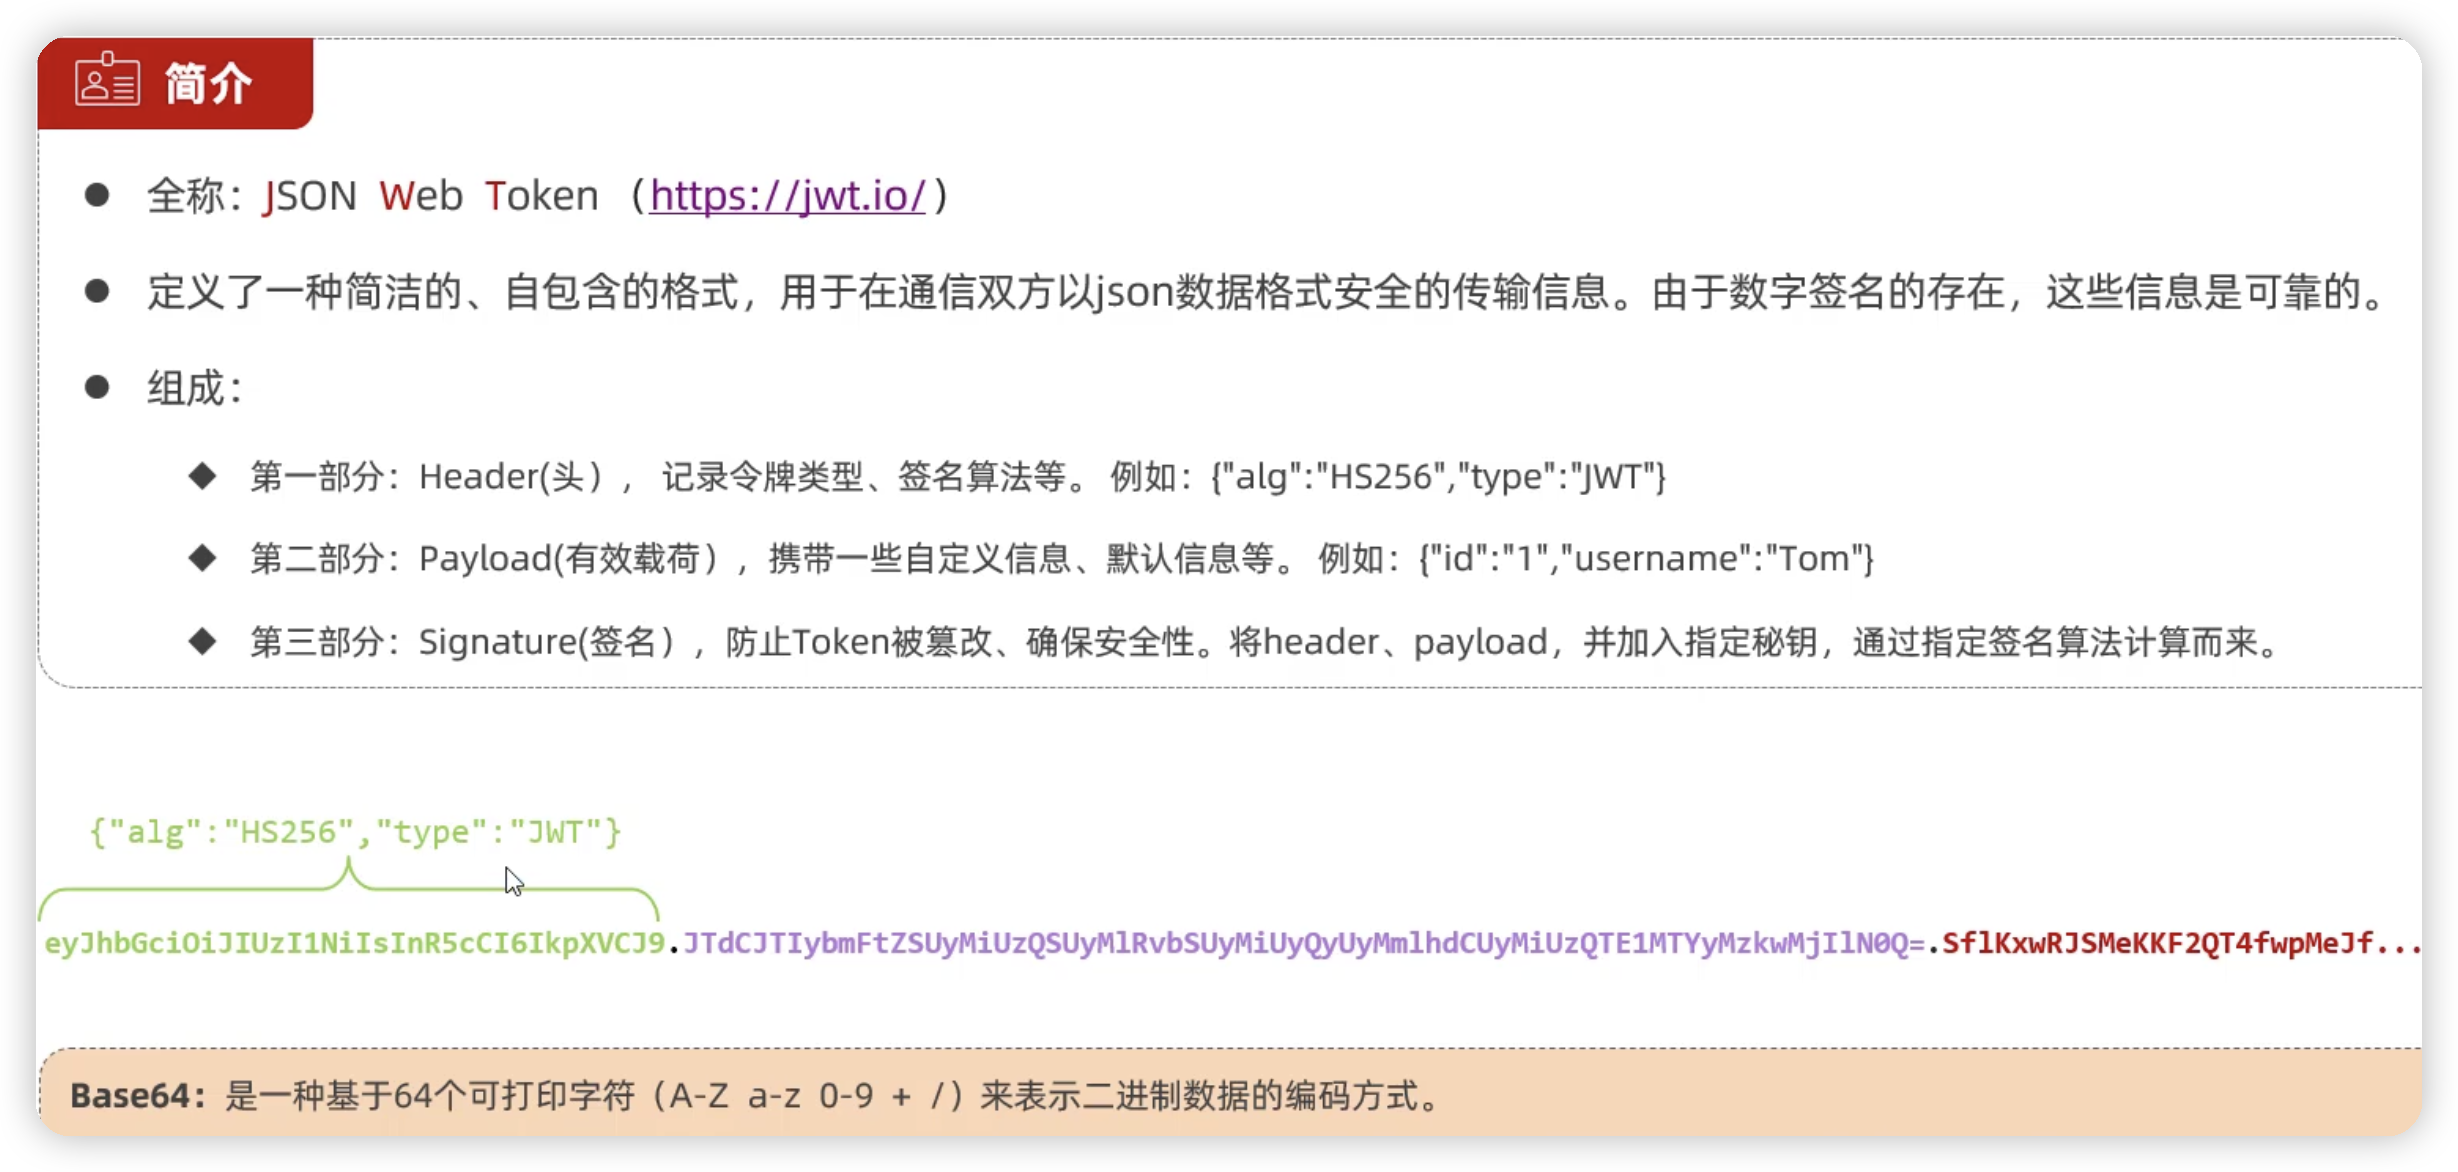 简介
全称：JSON Web Token （https://jwt.io/）
定义了一种简洁的、自包含的格式，用于在通信双方以json数据格式安全的传输信息。由于数字签名的存在，这些信息是可靠的。
组成：
第一部分：Header(头），记录令牌类型、签名算法等。 例如：{"alg":"HS256","type":"JWT"}
第二部分：Payload(有效载荷），携带一些自定义信息、默认信息等。 例如：{"id":"1","username":"Tom"}
第三部分：Signature(签名），防止Token被篡改、确保安全性。将header、payload，并加入指定秘钥，通过指定签名算法计算而来。
{"alg":"HS256","type":"JWT"}
eyJhbGciOiJIUzI1NiIsInR5cCI6IkpXVCJ9.JTdCJTIybmFtZSUyMiUzQSUyMlRvbSUyMiUyQyUyMmlhdCUyMiUzQTE1MTYyMzkwMjIlN0Q=.SflKxwRJSMeKKF2QT4fwpMeJf...
Base64：是一种基于64个可打印字符（A-Z a-z 0-9 + /）来表示二进制数据的编码方式。